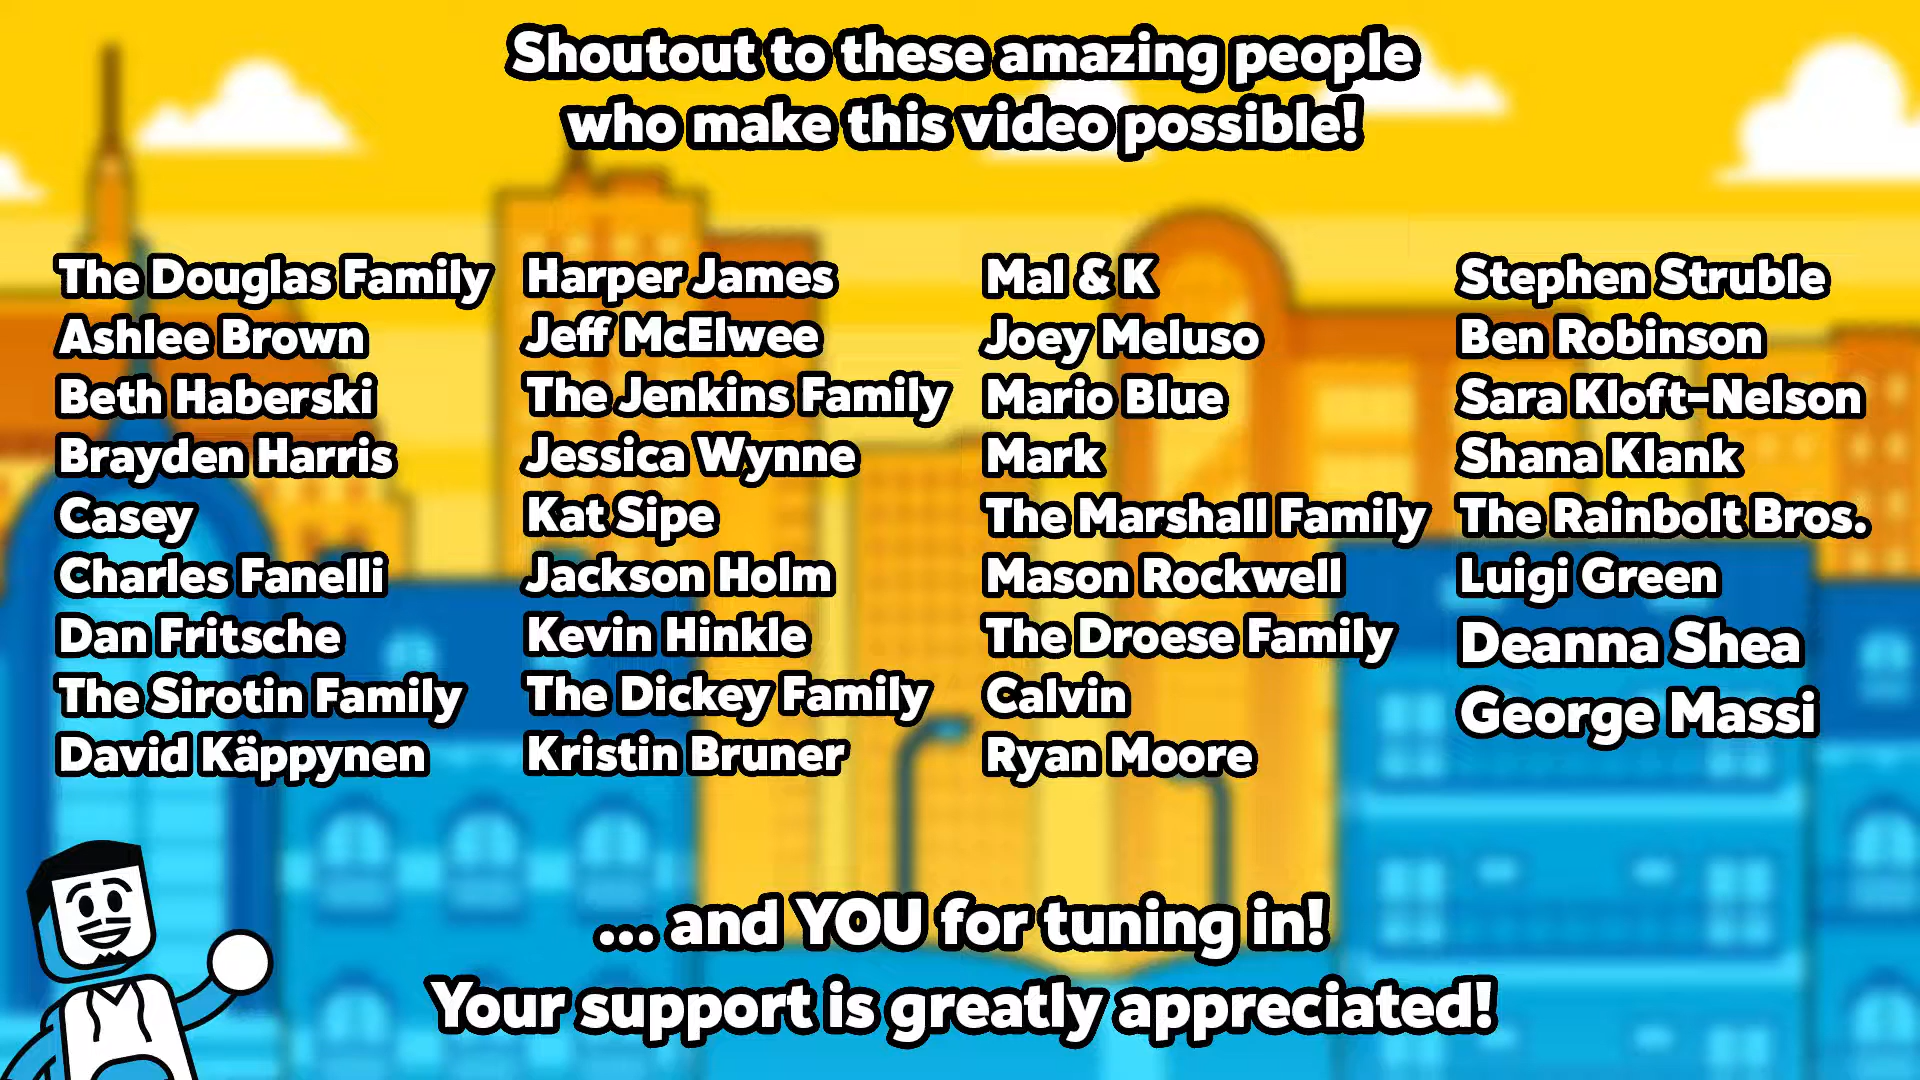 Shoutout to these amazing people
who make this video possible!
The Douglas Family
Ashlee Brown
Beth Haberski
Brayden Harris
Casey
Charles Fanelli
Dan Fritsche
The Sirotin Family
David Käppynen
Harper James
Jeff McElwee
The Jenkins Family
Jessica Wynne
Kat Sipe
Jackson Holm
Kevin Hinkle
The Dickey Family
Kristin Bruner
Mal & K
Joey Meluso
Mario Blue
Mark
The Marshall Family
Mason Rockwell
The Droese Family
Calvin
Ryan Moore
Stephen Struble
Ben Robinson
Sara Kloft-Nelson
Shana Klank
The Rainbolt Bros.
Luigi Green
Deanna Shea
George Massi
... and YOU for tuning in!
Your support is greatly appreciated!